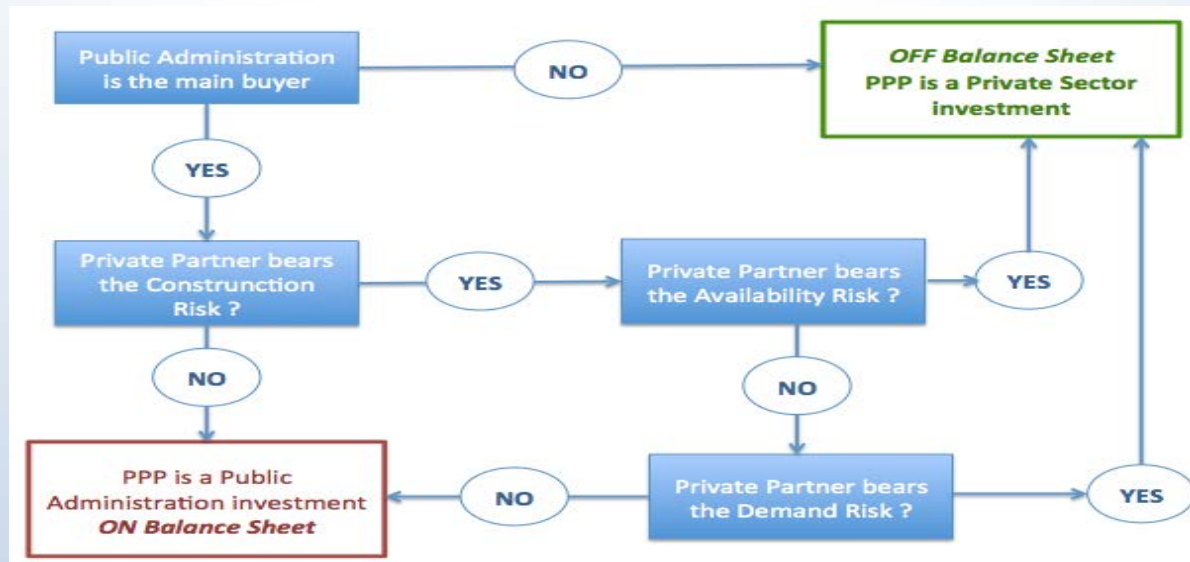 Public Administration
is the main buyer
NO
OFF Balance Sheet
PPP is a Private Sector
investment
YES
Private Partner bears
the Construnction
Risk ?
YES
Private Partner bears
the Availability Risk ?
YES
NO
NO
PPP is a Public
Administration investment
ON Balance Sheet
NO
Private Partner bears
the Demand Risk ?
YES